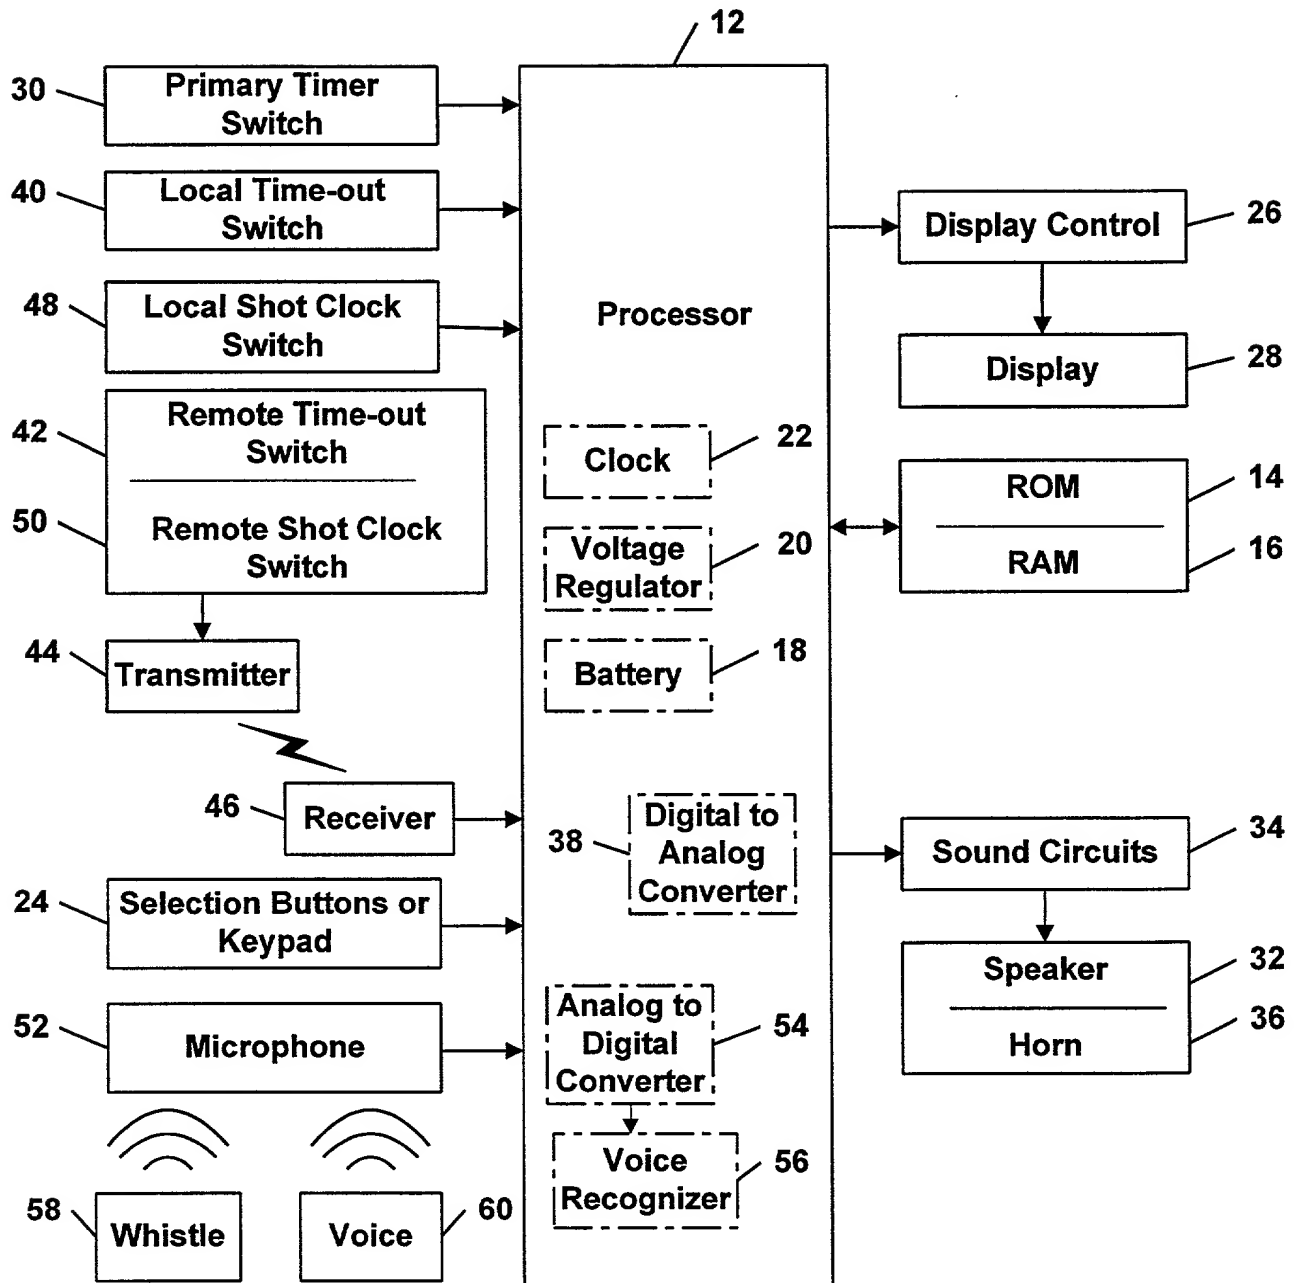 12
30
Primary Timer
Switch
40
Local Time-out
Switch
48
Local Shot Clock
Switch
42
Remote Time-out
Switch
50
Remote Shot Clock
Switch
44
Transmitter
46
Receiver
24
Selection Buttons or
Keypad
52
Microphone
58
Whistle
Voice
60
Processor
Clock
22
Voltage
Regulator
20
Battery
18
38
Digital to
Analog
Converter
Analog to
Digital
Converter
54
Voice
Recognizer
56
Display Control
26
Display
28
ROM
14
RAM
16
Sound Circuits
34
Speaker
32
Horn
36